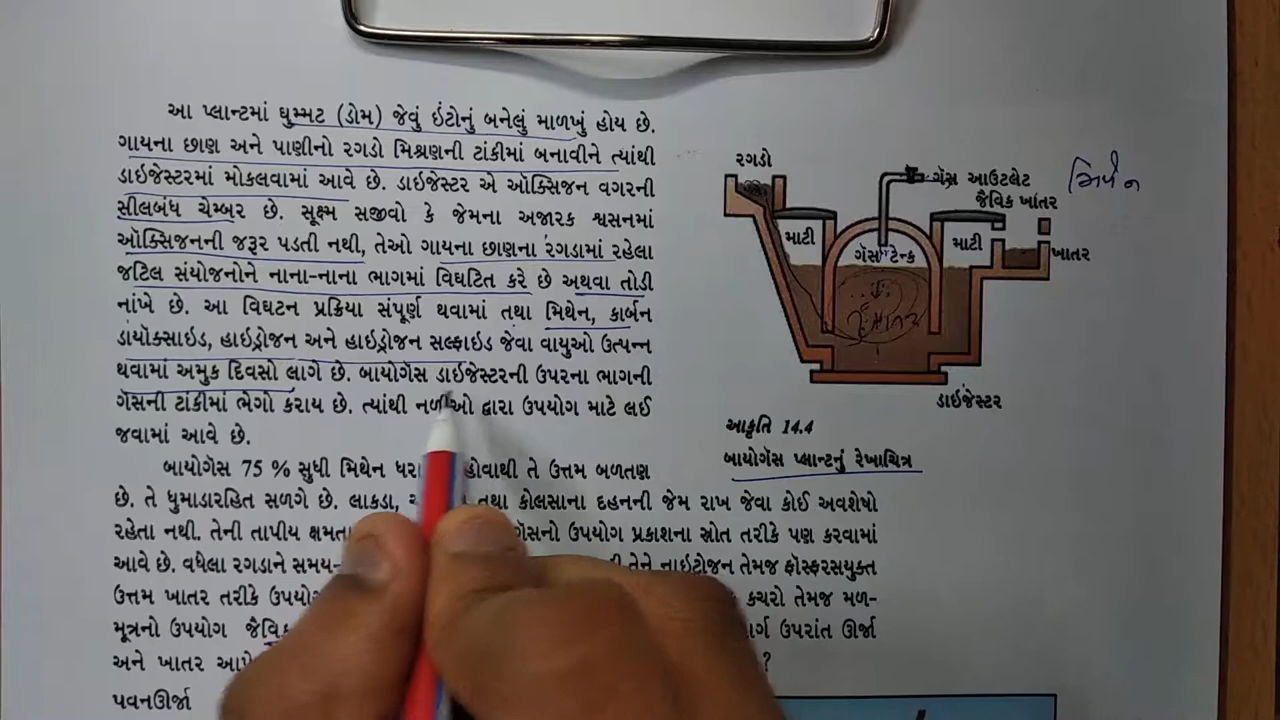 આ પ્લાન્ટમાં ઘુમ્મટ (ડોમ) જેવું ઇંટોનું બનેલું માળખું હોય છે.
ગાયના છાણ અને પાણીનો રગડો મિશ્રણની ટાંકીમાં બનાવીને ત્યાંથી
ડાઇજેસ્ટરમાં મોકલવામાં આવે છે. ડાઇજેસ્ટર એ ઑક્સિજન વગરની
સીલબંધ ચેમ્બર છે. સૂક્ષ્મ સજીવો કે જેમના અજારક શ્વસનમાં
ઑક્સિજનની જરૂર પડતી નથી, તેઓ ગાયના છાણના રગડામાં રહેલા
જટિલ સંયોજનોને નાના-નાના ભાગમાં વિઘટિત કરે છે અથવા તોડી
નાંખે છે. આ વિઘટન પ્રક્રિયા સંપૂર્ણ થવામાં તથા મિથેન, કાર્બન
ડાયૉક્સાઇડ, હાઇડ્રોજન અને હાઇડ્રોજન સલ્ફાઇડ જેવા વાયુઓ ઉત્પન્ન
થવામાં અમુક દિવસો લાગે છે. બાયોગૅસ ડાઇજેસ્ટરની ઉપરના ભાગની
ગૅસની ટાંકીમાં ભેગો કરાય છે. ત્યાંથી નળીઓ દ્વારા ઉપયોગ માટે લઈ
જવામાં આવે છે.
રગડો
ગૅસ આઉટલેટ
જૈવિક ખાતર
માટી
ગૅસ ટેન્ક
માટી
ખાતર
ડાઇજેસ્ટર
આકૃતિ 14.4
બાયોગૅસ પ્લાન્ટનું રેખાચિત્ર
બાયોગૅસ 75 % સુધી મિથેન હોવાથી તે ઉત્તમ બળતણ
છે. તે ધુમાડારહિત સળગે છે. લાકડા, તથા કોલસાના દહનની જેમ રાખ જેવા કોઈ અવશેષો
રહેતા નથી. તેની તાપીય ક્ષમતા ઉપયોગ પ્રકાશના સ્રોત તરીકે પણ કરવામાં
આવે છે. વધેલા રગડાને તેને નાઇટ્રોજન તેમજ ફૉસ્ફરસયુક્ત
ઉત્તમ ખાતર તરીકે કચરો તેમજ મળ-
મૂત્રનો ઉપયોગ ઉપરાંત ઊર્જા
અને ખાતર ?
પવનઊર્જા